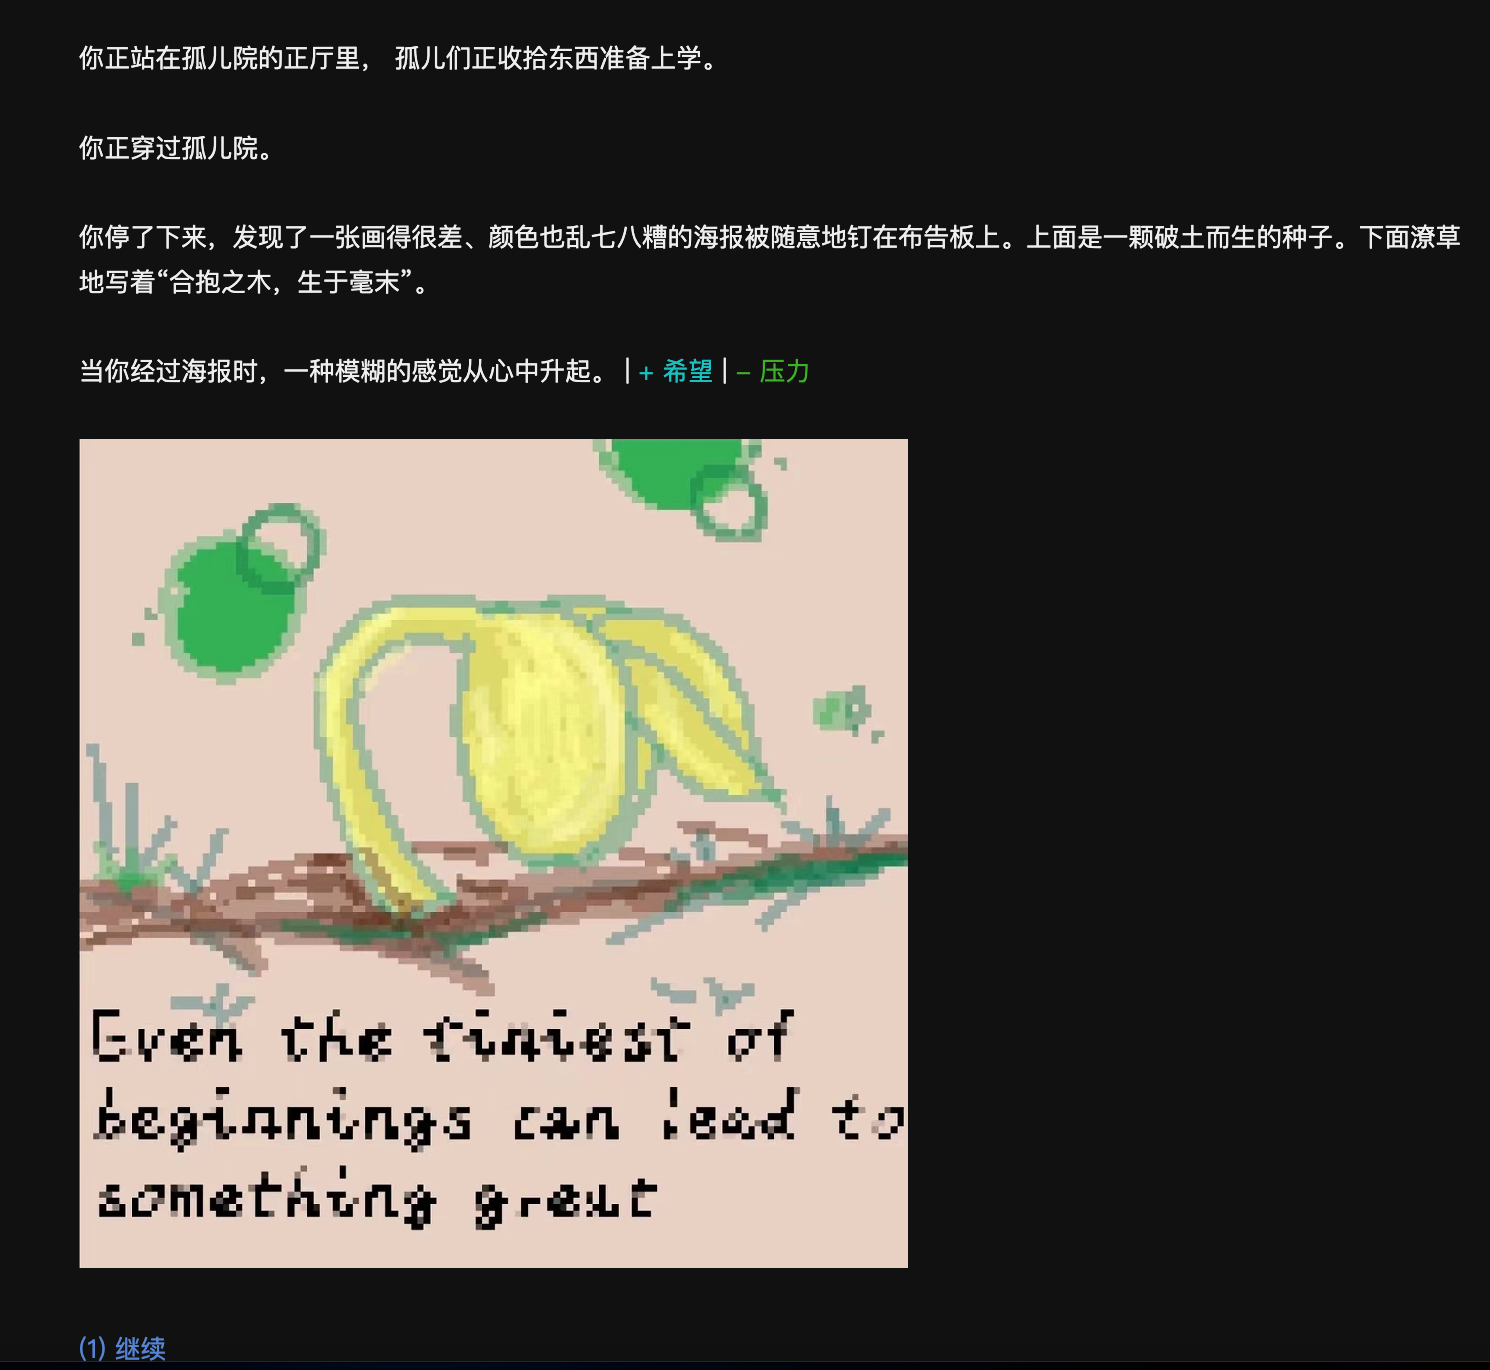 你正站在孤儿院的正厅里， 孤儿们正收拾东西准备上学。
你正穿过孤儿院。
你停了下来，发现了一张画得很差、颜色也乱七八糟的海报被随意地钉在布告板上。上面是一颗破土而生的种子。下面潦草
地写着“合抱之木，生于毫末”。
当你经过海报时，一种模糊的感觉从心中升起。 | + 希望 | − 压力
Even the tiniest of
beginnings can lead to
something great
(1) 继续